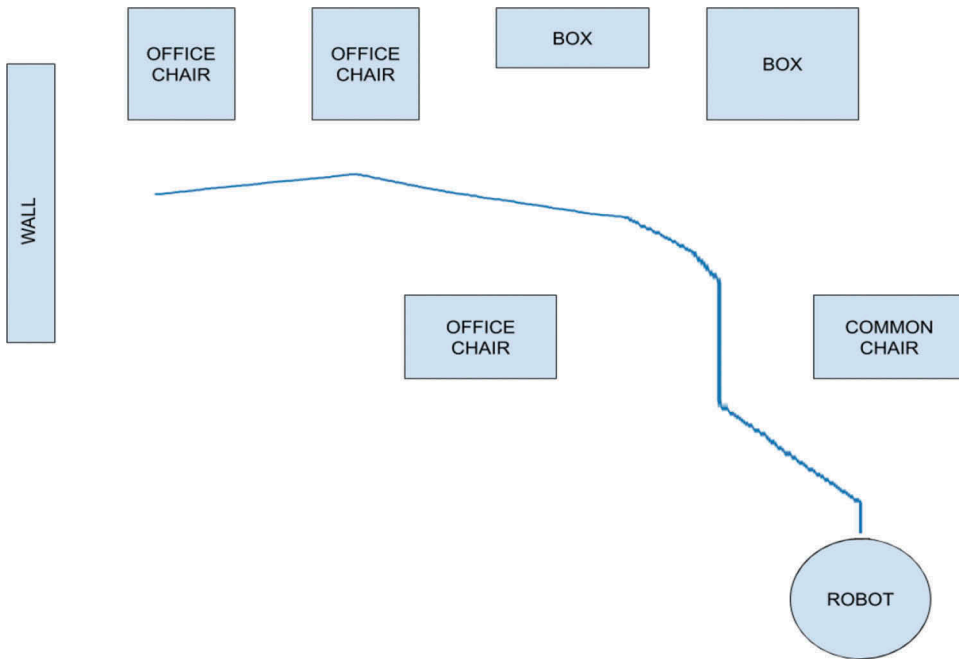 OFFICE
CHAIR
OFFICE
CHAIR
BOX
BOX
WALL
OFFICE
CHAIR
COMMON
CHAIR
ROBOT